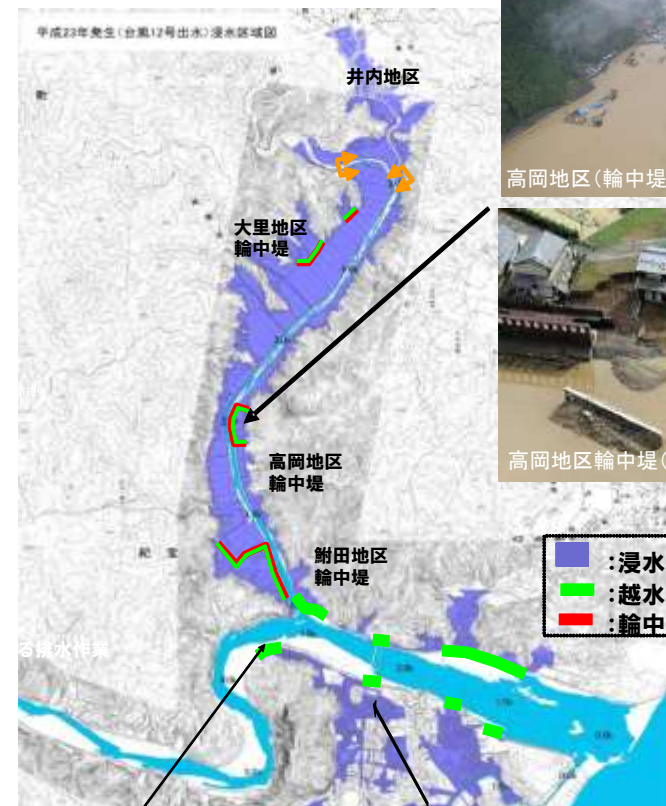 平成23年発生(台風12号出水)浸水区域図
井内地区
高岡地区(輪中堤
大里地区
輪中堤
高岡地区輪中堤(
高岡地区
輪中堤
鮒田地区
輪中堤
紀宝
町
:浸水
:越水
:輪中
る排水作業